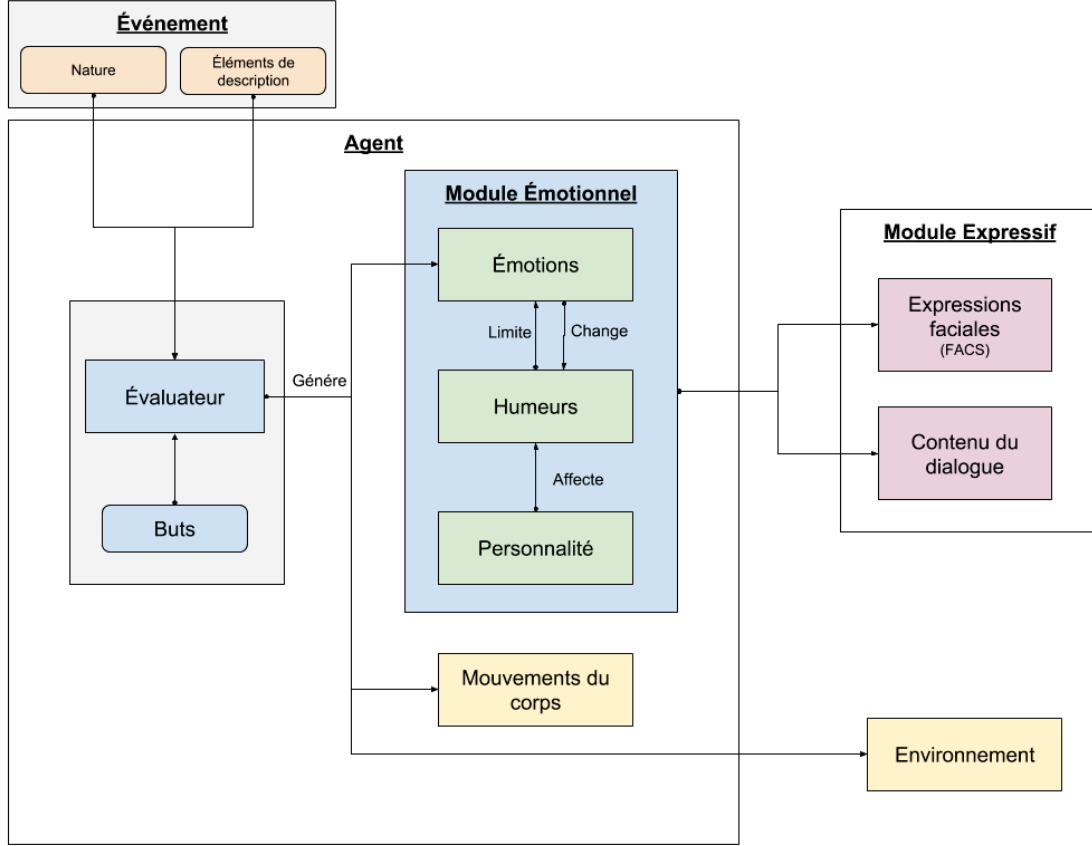 Événement
Nature
Éléments de
description
Agent
Module Émotionnel
Émotions
Limite
Change
Humeurs
Affecte
Personnalité
Génére
Évaluateur
Buts
Mouvements du
corps
Module Expressif
Expressions
faciales
(FACS)
Contenu du
dialogue
Environnement